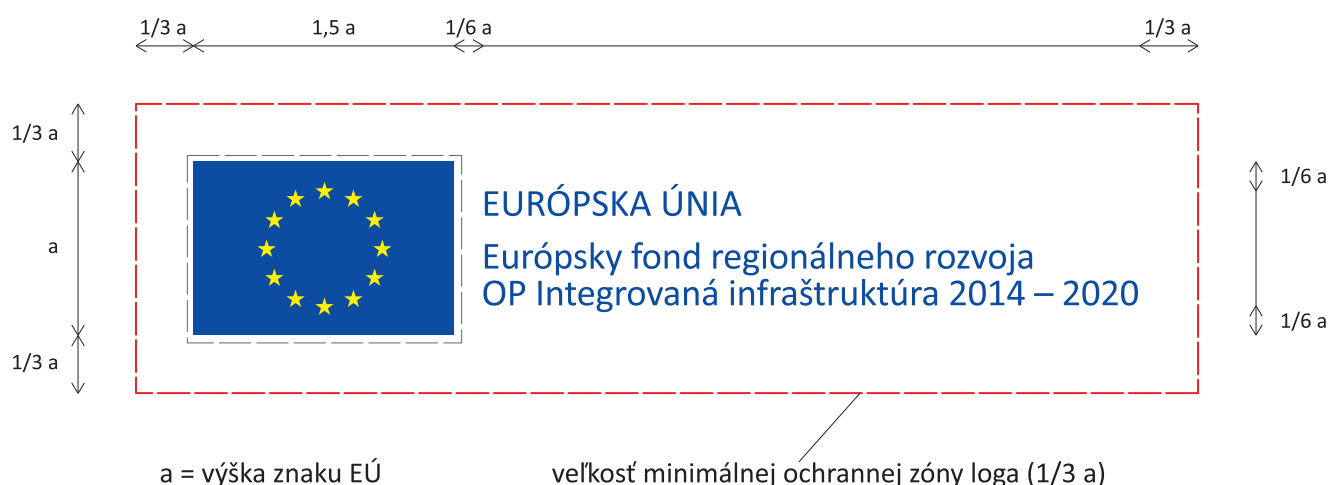 1/3 a 1,5 a 1/6 a 1/3 a
1/3 a
a
1/3 a
EURÓPSKA ÚNIA
Európsky fond regionálneho rozvoja
OP Integrovaná infraštruktúra 2014 – 2020
1/6 a
1/6 a
a = výška znaku EÚ
veľkosť minimálnej ochrannej zóny loga (1/3 a)